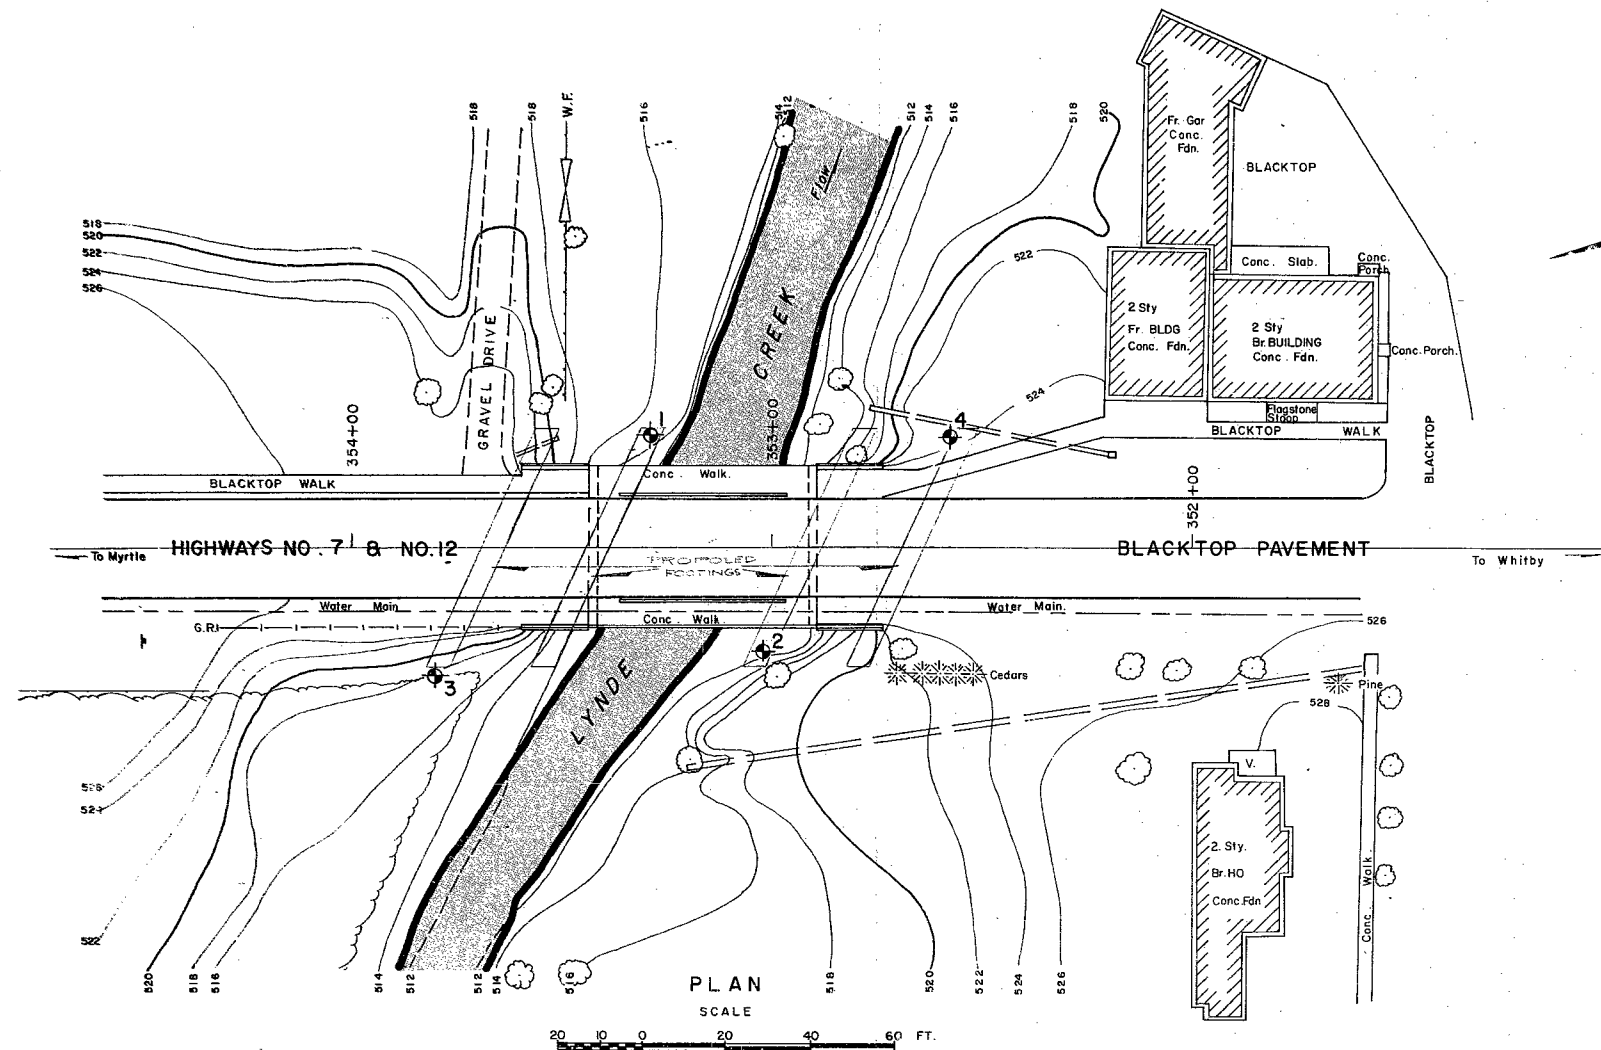 518
518
W.F.
516
514
512
512
514
516
518
520
Flow
Fr. Gar
Conc.
Fdn.
BLACKTOP
518
520
522
524
526
522
Conc. Slab.
Conc.
Porch
GRAVEL DRIVE
CREEK
2 Sty
Fr. BLDG
Conc. Fdn.
2 Sty
Br. BUILDING
Conc. Fdn.
Conc. Porch.
524
354+00
1
353+00
4
Flagstone
Stoop
BLACKTOP WALK
BLACKTOP
BLACKTOP WALK
Conc. Walk.
352+00
To Myrtle
HIGHWAYS NO. 7 & NO. 12
PROPOLED
FOOTINGS
BLACKTOP PAVEMENT
To Whitby
Water Main
Water Main.
G.R.
Conc. Walk
526
2
3
Cedars
Pine
LYNDE
528
526
524
V.
2. Sty.
Br. HO
Conc. Fdn
Conc. Walk
522
520
518
516
514
512
512
514
516
518
520
522
524
526
PLAN
SCALE
20 10 0 20 40 60 FT.